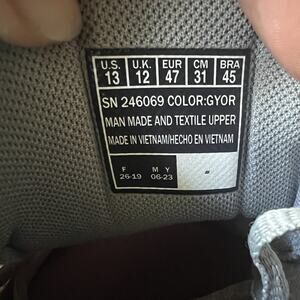 U.S. U.K. EUR CM BRA
13 12 47 31 45
SN 246069 COLOR:GYOR
MAN MADE AND TEXTILE UPPER
MADE IN VIETNAM/HECHO EN VIETNAM
F M Y
26-19 06-23